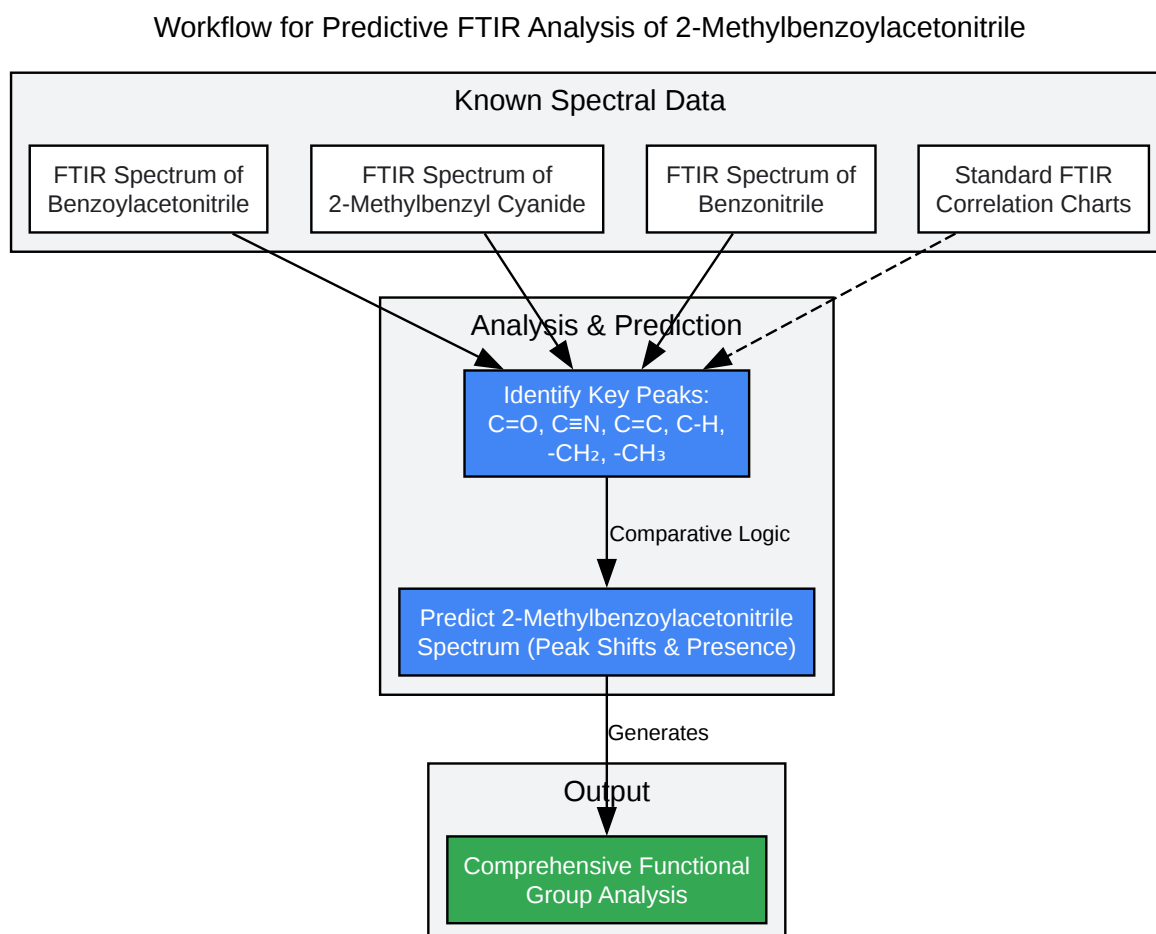 Workflow for Predictive FTIR Analysis of 2-Methylbenzoylacetonitrile
Known Spectral Data
FTIR Spectrum of
Benzoylacetonitrile
FTIR Spectrum of
2-Methylbenzyl Cyanide
FTIR Spectrum of
Benzonitrile
Standard FTIR
Correlation Charts
Analysis & Prediction
Identify Key Peaks:
C=O, C≡N, C=C, C-H,
-CH₂, -CH₃
Comparative Logic
Predict 2-Methylbenzoylacetonitrile
Spectrum (Peak Shifts & Presence)
Generates
Output
Comprehensive Functional
Group Analysis